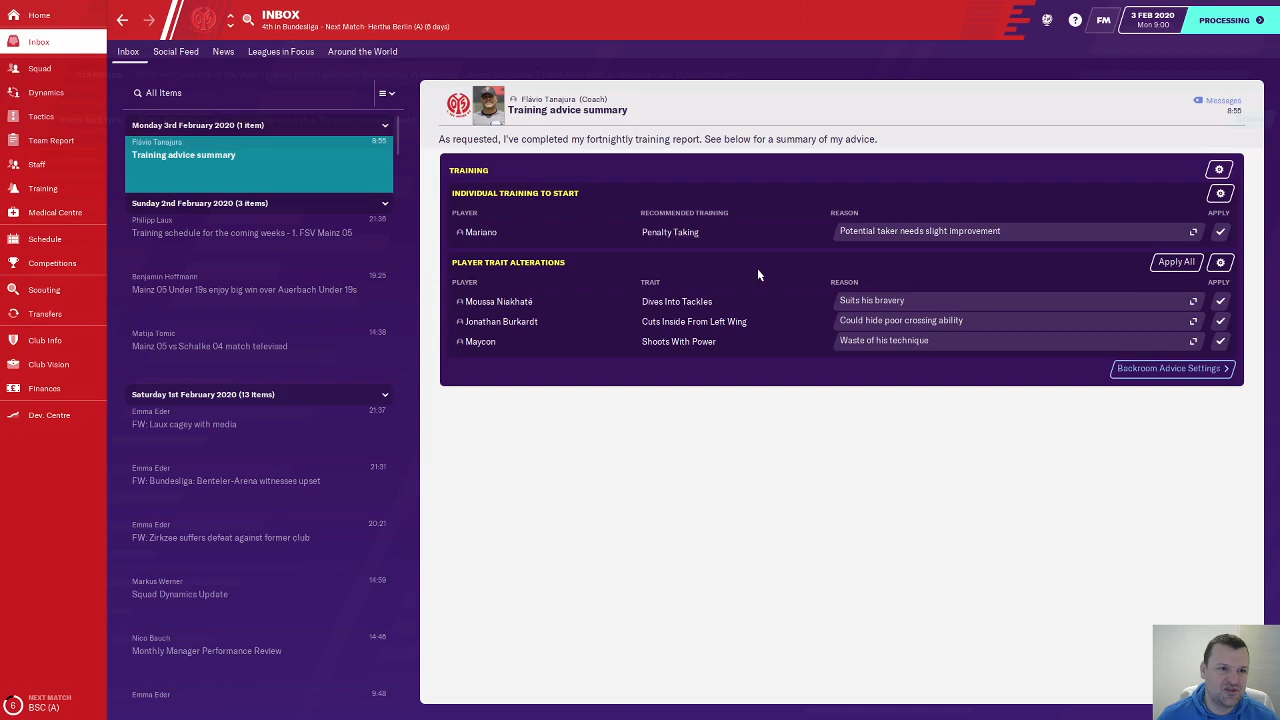 Home
Inbox
Squad
Dynamics
Tactics
Team Report
Staff
Training
Medical Centre
Schedule
Competitions
Scouting
Transfers
Club Info
Club Vision
Finances
Dev. Centre
6
NEXT MATCH
BSC (A)
INBOX
4th in Bundesliga - Next Match: Hertha Berlin (A) (6 days)
FM
3 FEB 2020
Mon 9:00
PROCESSING
Inbox Social Feed News Leagues in Focus Around the World
All Items
Monday 3rd February 2020 (1 item)
Flávio Tanajura 8:55
Training advice summary
Sunday 2nd February 2020 (3 items)
Philipp Laux 21:36
Training schedule for the coming weeks - 1. FSV Mainz 05
Benjamin Hoffmann 19:25
Mainz 05 Under 19s enjoy big win over Auerbach Under 19s
Matija Tomic 14:38
Mainz 05 vs Schalke 04 match televised
Saturday 1st February 2020 (13 items)
Emma Eder 21:37
FW: Laux cagey with media
Emma Eder 21:31
FW: Bundesliga: Benteler-Arena witnesses upset
Emma Eder 20:21
FW: Zirkzee suffers defeat against former club
Markus Werner 14:59
Squad Dynamics Update
Nico Bauch 14:46
Monthly Manager Performance Review
Emma Eder 9:48
Flávio Tanajura (Coach)
Training advice summary
Messages
8:55
As requested, I've completed my fortnightly training report. See below for a summary of my advice.
TRAINING
INDIVIDUAL TRAINING TO START
PLAYER RECOMMENDED TRAINING REASON APPLY
Mariano Penalty Taking Potential taker needs slight improvement
PLAYER TRAIT ALTERATIONS Apply All
PLAYER TRAIT REASON APPLY
Moussa Niakhaté Dives Into Tackles Suits his bravery
Jonathan Burkardt Cuts Inside From Left Wing Could hide poor crossing ability
Maycon Shoots With Power Waste of his technique
Backroom Advice Settings